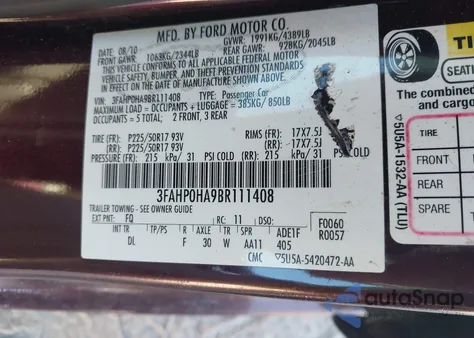 MFD. BY FORD MOTOR CO.
DATE: 08/10 GVWR: 1991KG/4389LB
FRONT GAWR: 1063KG/2344LB REAR GAWR: 928KG/2045LB
THIS VEHICLE CONFORMS TO ALL APPLICABLE FEDERAL MOTOR
VEHICLE SAFETY, BUMPER, AND THEFT PREVENTION STANDARDS
IN EFFECT ON THE DATE OF MANUFACTURE SHOWN ABOVE.
VIN: 3FAHP0HA9BR111408 TYPE: Passenger Car
MAXIMUM LOAD= OCCUPANTS + LUGGAGE = 385KG/ 850LB
OCCUPANTS = 5 TOTAL: 2 FRONT, 3 REAR
TIRE (FR): P225/50R17 93V RIMS (FR): 17X7.5J
(RR): P225/50R17 93V (RR): 17X7.5J
PRESSURE (FR): 215 kPa/ 31 PSI COLD (RR): 215 kPa/ 31 PSI COLD
3FAHP0HA9BR111408
TRAILER TOWING - SEE OWNER GUIDE
EXT PNT: FQ RC: 11 DSO: F0060
R0057
INT TR AXLE TR ADE1F
DL F 30 W AA11 405
CMC ▽5U5A-5420472-AA
▽5U5A-1532-AA (TLU)
TI
SEATING
The combined
and cargo
TIRE
FRONT
REAR
SPARE
autoSnap